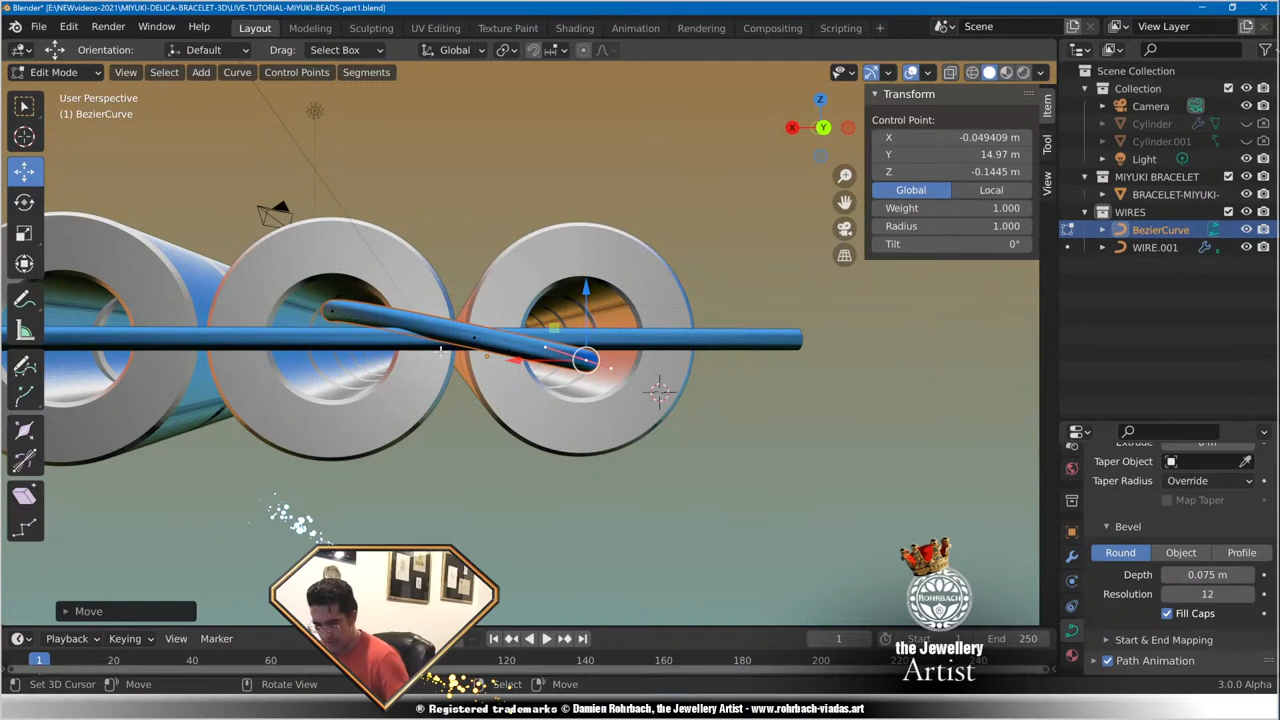 Blender* [E:\NEWvideos-2021\MIYUKI-DELICA-BRACELET-3D\LIVE-TUTORIAL-MIYUKI-BEADS-part1.blend]
File Edit Render Window Help Layout Modeling Sculpting UV Editing Texture Paint Shading Animation Rendering Compositing Scripting + Scene View Layer
Orientation: Default Drag: Select Box Global
Edit Mode View Select Add Curve Control Points Segments
User Perspective
(1) BezierCurve
Z
X
Y
Transform
Control Point:
X -0.049409 m
Y 14.97 m
Z -0.1445 m
Global Local
Weight 1.000
Radius 1.000
Tilt 0°
Item
Tool
View
Scene Collection
Collection
Camera
Cylinder
Cylinder.001
Light
MIYUKI BRACELET
BRACELET-MIYUKI-
WIRES
BezierCurve
WIRE.001
Taper Object
Taper Radius Override
Map Taper
Bevel
Round Object Profile
Depth 0.075 m
Resolution 12
Fill Caps
Start & End Mapping
Path Animation
Move
ROHRBACH
the Jewellery
Artist
Playback Keying View Marker 1 Start 1 End 250
1 20 40 60 120 140 160 180 200
Set 3D Cursor Move Rotate View Select Move 3.0.0 Alpha
® Registered trademarks © Damien Rohrbach, the Jewellery Artist - www.rohrbach-viadas.art